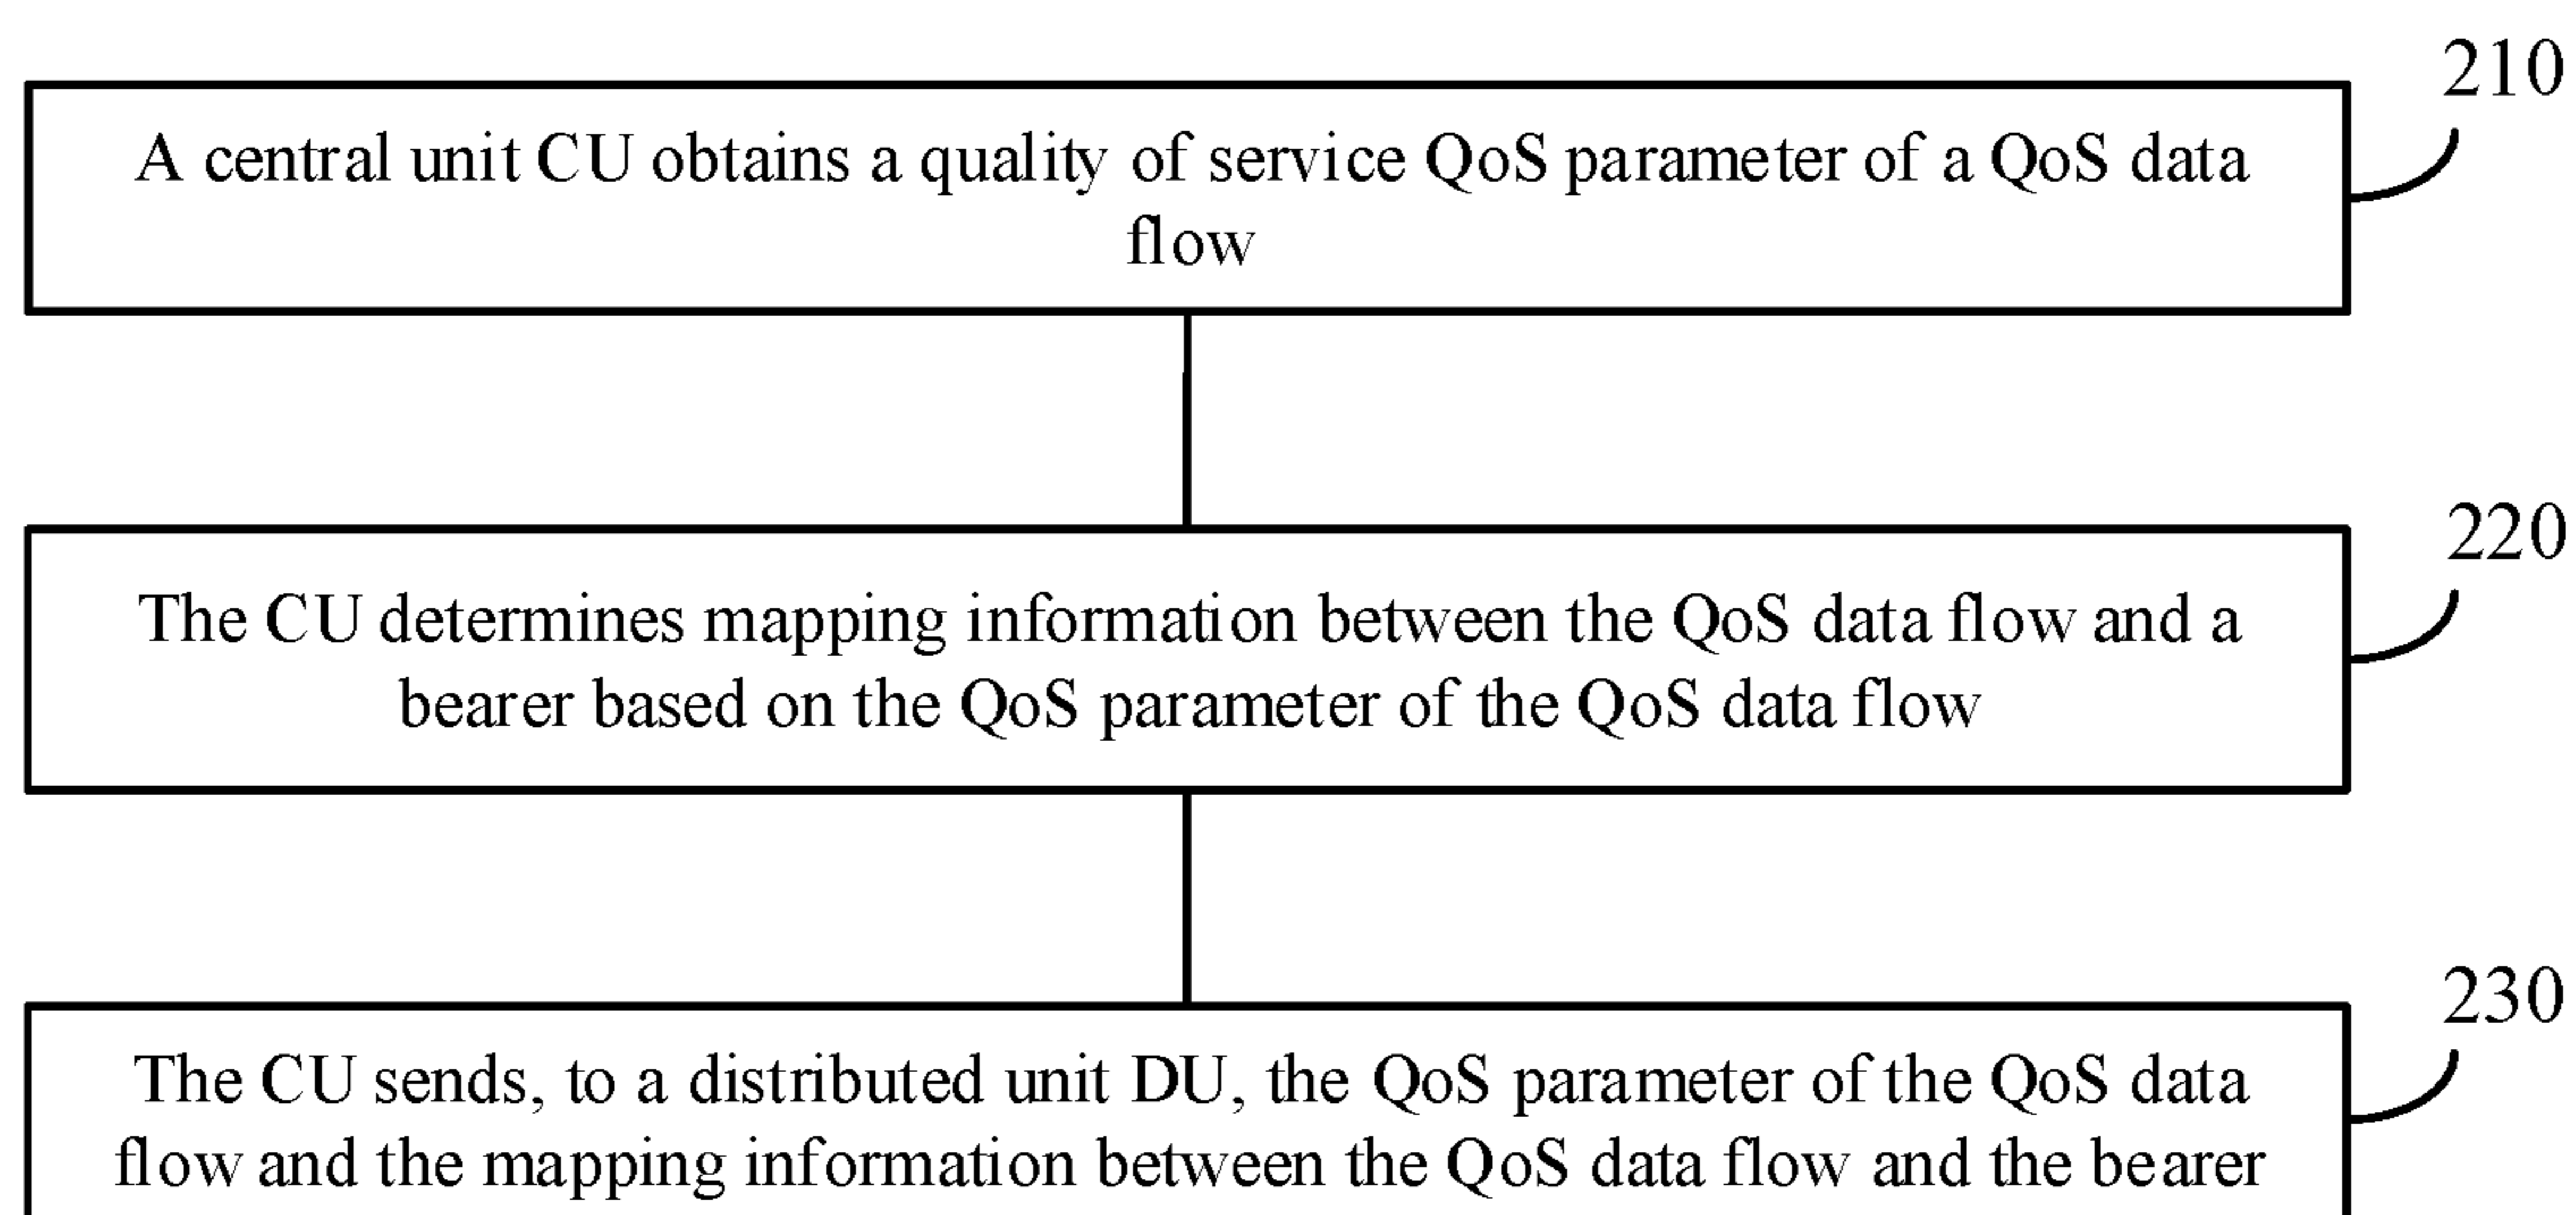 210
A central unit CU obtains a quality of service QoS parameter of a QoS data
flow
220
The CU determines mapping information between the QoS data flow and a
bearer based on the QoS parameter of the QoS data flow
230
The CU sends, to a distributed unit DU, the QoS parameter of the QoS data
flow and the mapping information between the QoS data flow and the bearer